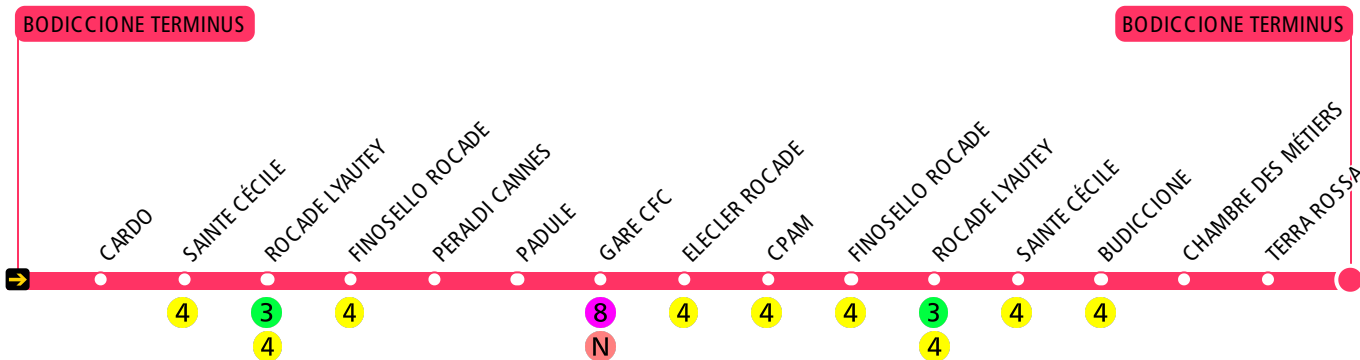 BODICCIONE TERMINUS
BODICCIONE TERMINUS
CARDO
SAINTE CÉCILE
ROCADE LYAUTEY
FINOSELLO ROCADE
PERALDI CANNES
PADULE
GARE CFC
ELECLER ROCADE
CPAM
FINOSELLO ROCADE
ROCADE LYAUTEY
SAINTE CÉCILE
BUDICCIONE
CHAMBRE DES MÉTIERS
TERRA ROSSA
4 3 4 8 4 4 4 3 4 4
4 N 4